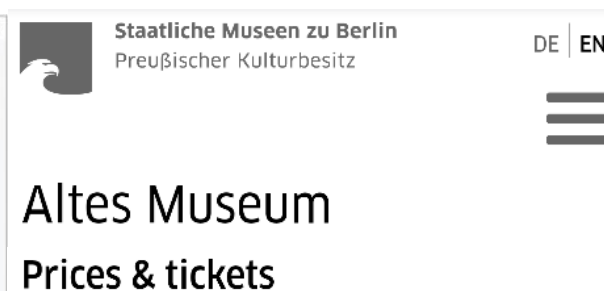 Staatliche Museen zu Berlin
Preußischer Kulturbesitz
DE | EN
Altes Museum
Prices & tickets